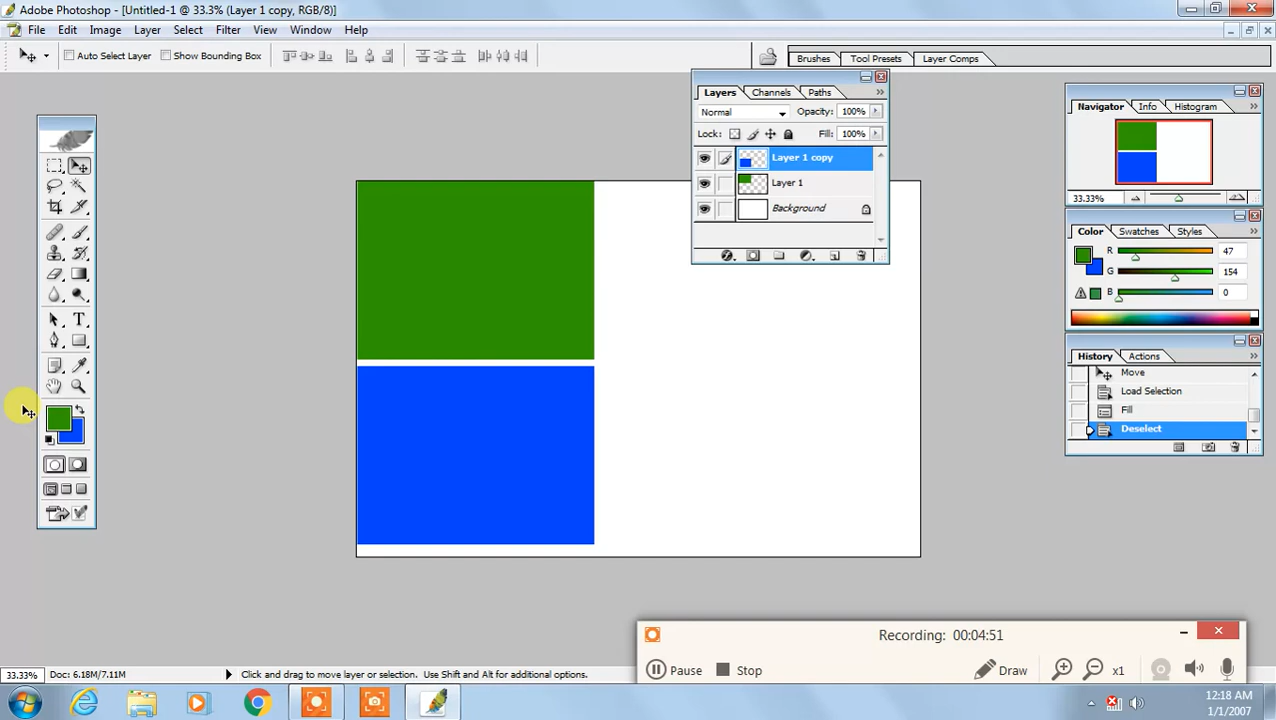 Adobe Photoshop - [Untitled-1 @ 33.3% (Layer 1 copy, RGB/8)]
File Edit Image Layer Select Filter View Window Help
Auto Select Layer Show Bounding Box
Brushes Tool Presets Layer Comps
Layers Channels Paths
Normal Opacity: 100%
Lock: Fill: 100%
Layer 1 copy
Layer 1
Background
Navigator Info Histogram
33.33%
Color Swatches Styles
R 47
G 154
B 0
History Actions
Move
Load Selection
Fill
Deselect
T
Recording: 00:04:51
Pause Stop Draw x1
33.33% Doc: 6.18M/7.11M Click and drag to move layer or selection. Use Shift and Alt for additional options.
12:18 AM
1/1/2007